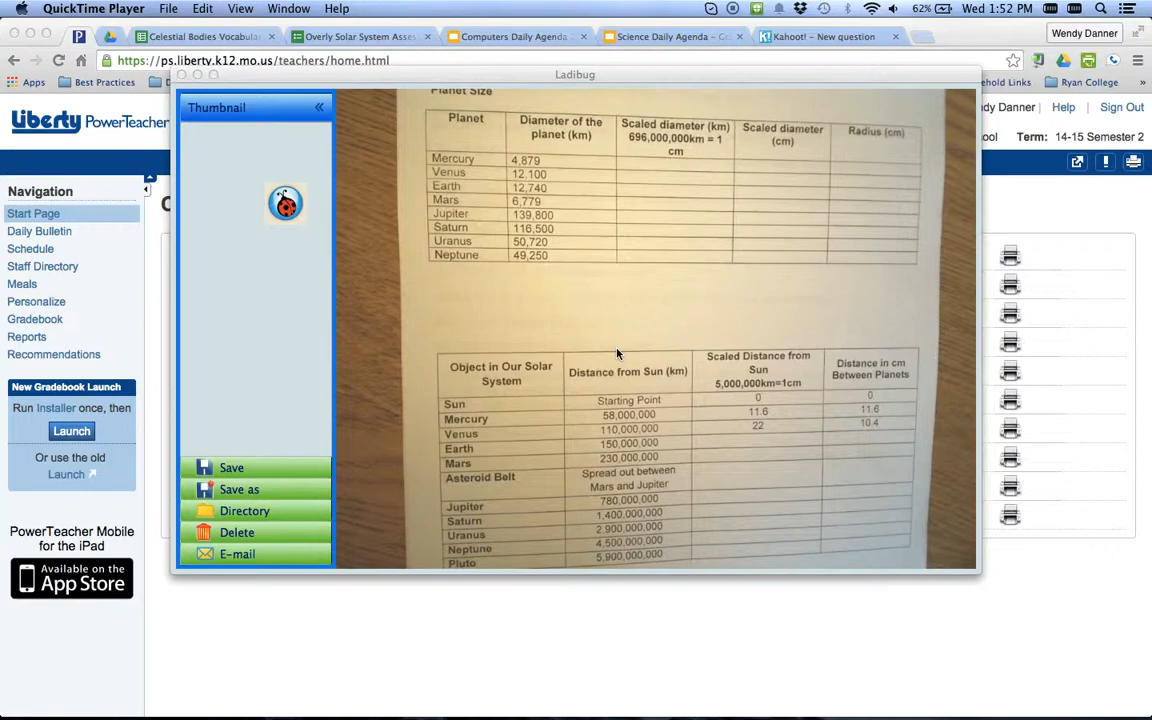 QuickTime Player File Edit View Window Help 62% Wed 1:52 PM
Celestial Bodies Vocabular Overly Solar System Asses Computers Daily Agenda Science Daily Agenda - G Kahoot! - New question Wendy Danner
https://ps.liberty.k12.mo.us/teachers/home.html
Apps Best Practices ehold Links Ryan College
Ladibug
Liberty PowerTeacher
dy Danner Help Sign Out
ool Term: 14-15 Semester 2
Navigation
Start Page
Daily Bulletin
Schedule
Staff Directory
Meals
Personalize
Gradebook
Reports
Recommendations
New Gradebook Launch
Run Installer once, then
Launch
Or use the old
Launch
PowerTeacher Mobile
for the iPad
Available on the
App Store
Thumbnail «
Save
Save as
Directory
Delete
E-mail
Planet Size
Planet Diameter of the planet (km) Scaled diameter (km) 696,000,000km = 1 cm Scaled diameter (cm) Radius (cm)
Mercury 4,879
Venus 12,100
Earth 12,740
Mars 6,779
Jupiter 139,800
Saturn 116,500
Uranus 50,720
Neptune 49,250
Object in Our Solar System Distance from Sun (km) Scaled Distance from Sun 5,000,000km=1cm Distance in cm Between Planets
Sun Starting Point 0 0
Mercury 58,000,000 11.6 11.6
Venus 110,000,000 22 10.4
Earth 150,000,000
Mars 230,000,000
Asteroid Belt Spread out between Mars and Jupiter
Jupiter 780,000,000
Saturn 1,400,000,000
Uranus 2,900,000,000
Neptune 4,500,000,000
Pluto 5,900,000,000